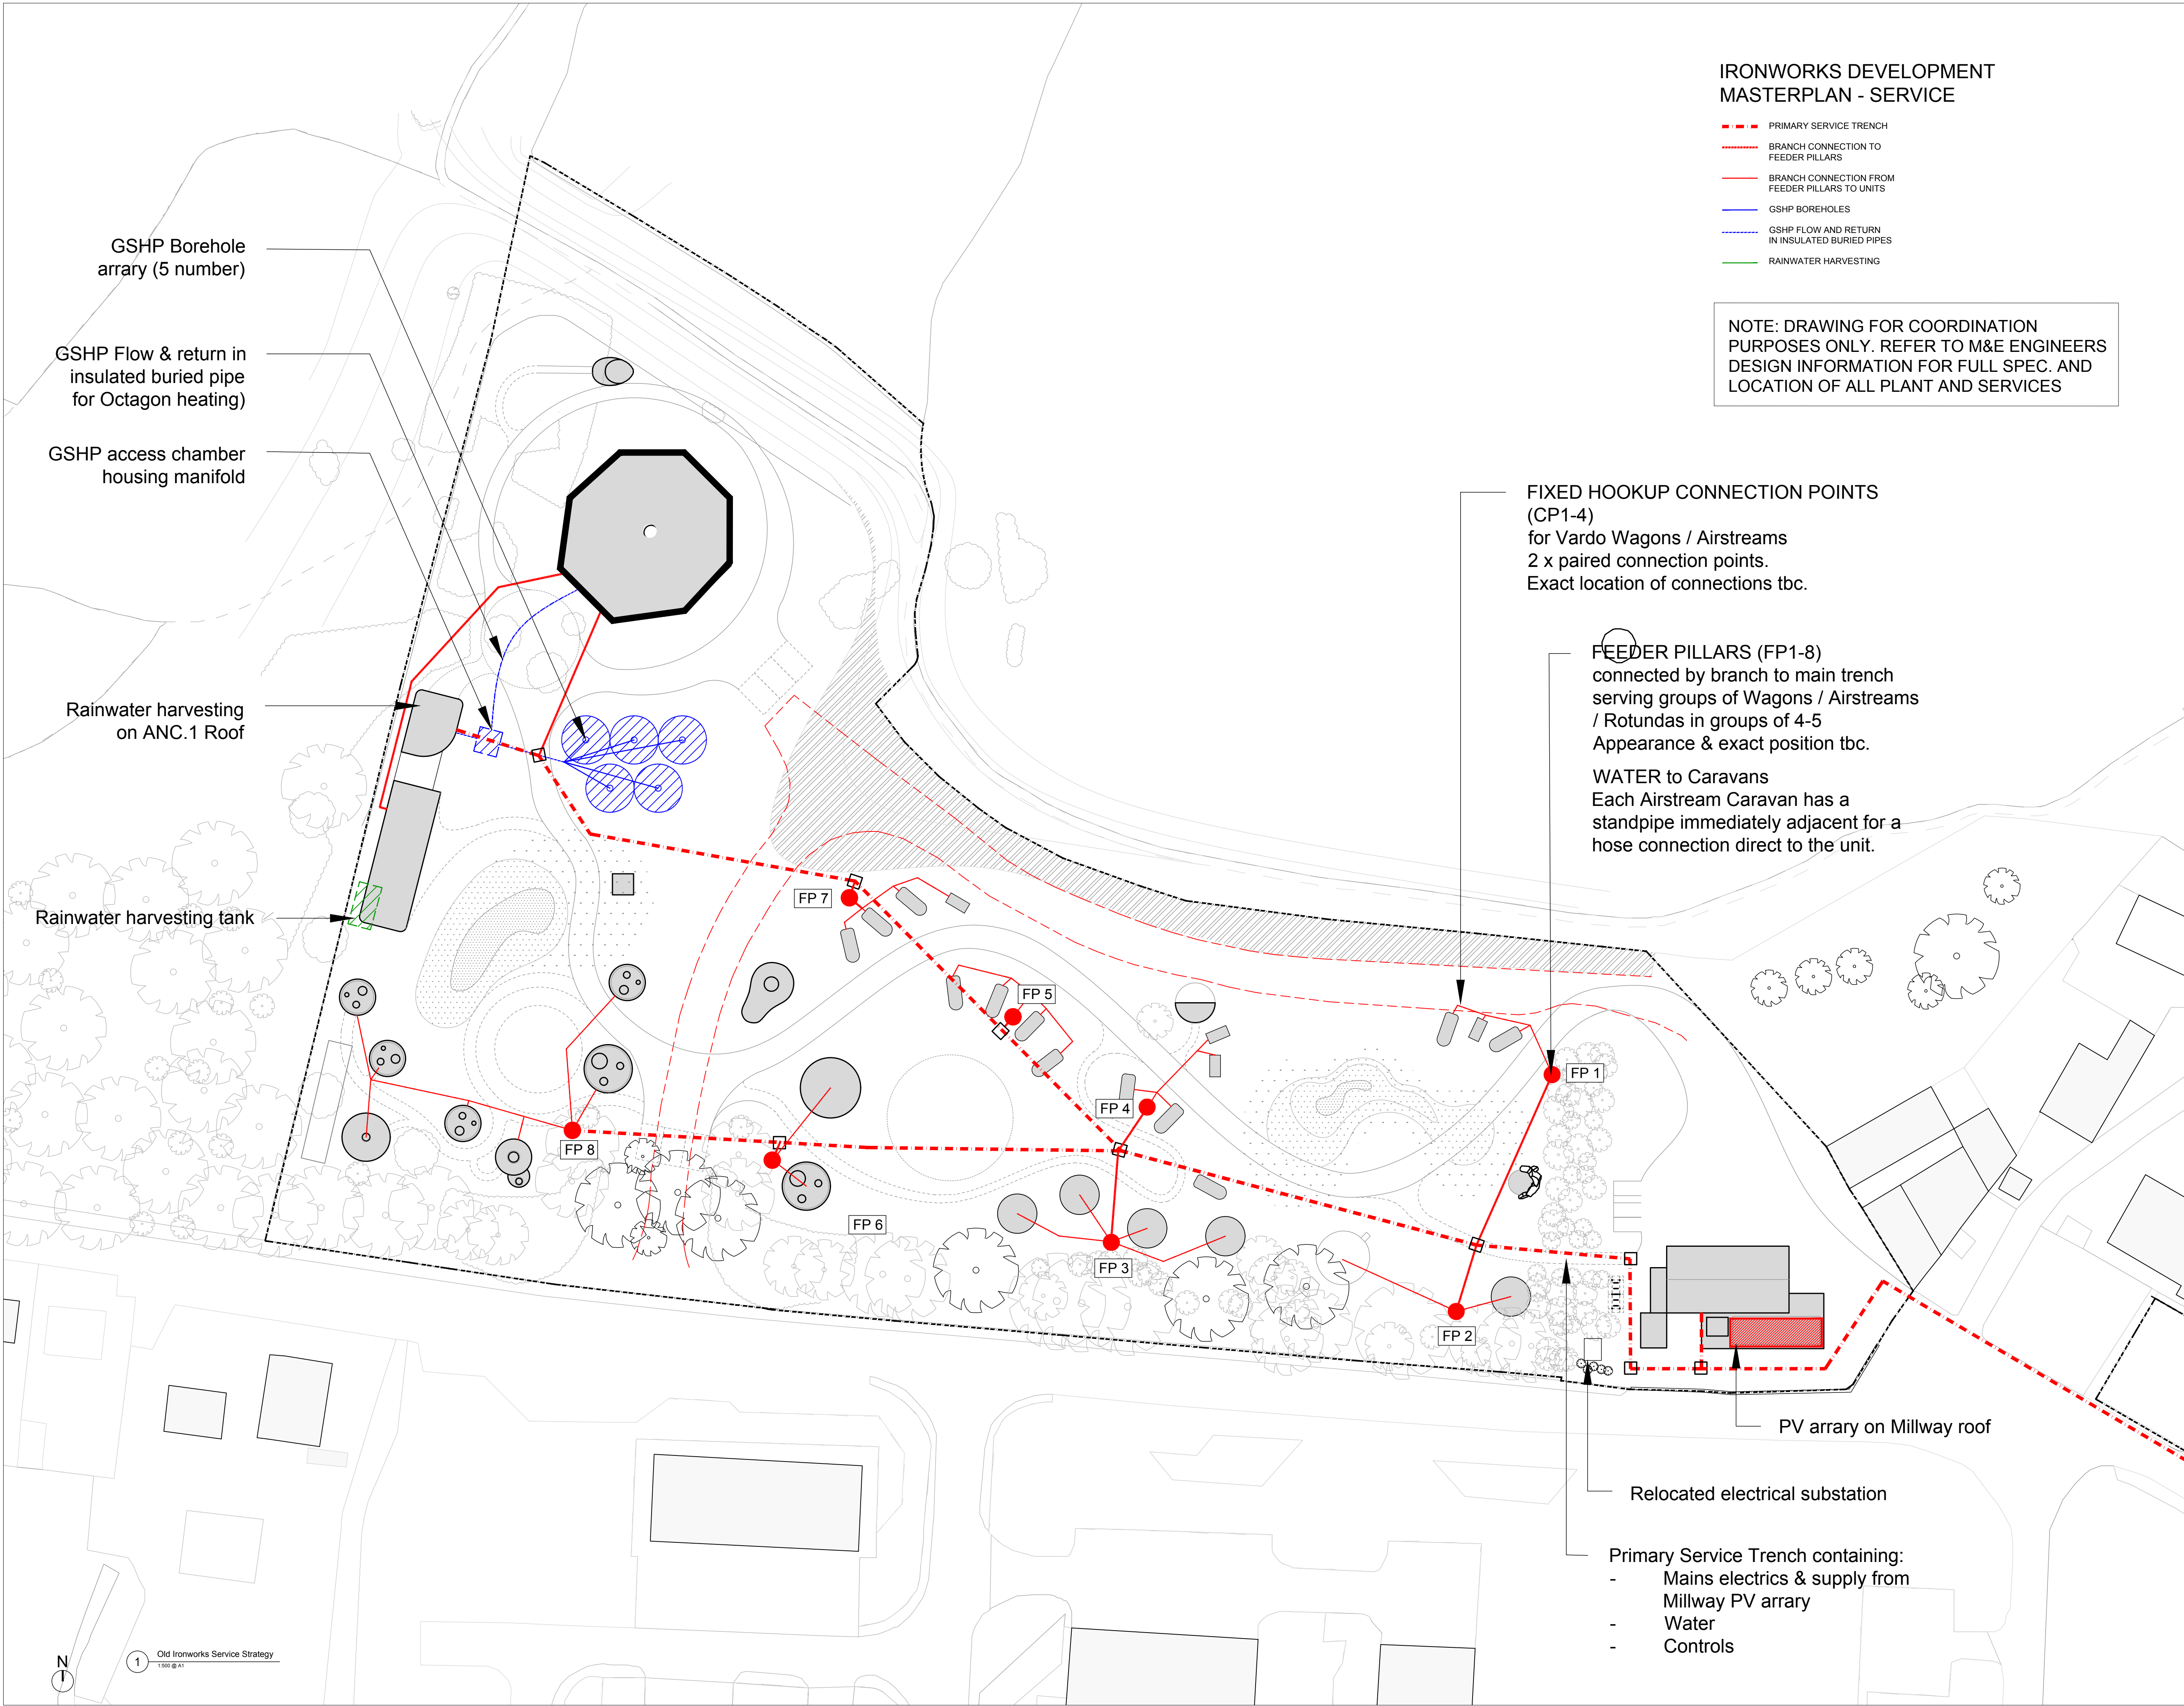 IRONWORKS DEVELOPMENT
MASTERPLAN - SERVICE
PRIMARY SERVICE TRENCH
BRANCH CONNECTION TO
FEEDER PILLARS
BRANCH CONNECTION FROM
FEEDER PILLARS TO UNITS
GSHP BOREHOLES
GSHP FLOW AND RETURN
IN INSULATED BURIED PIPES
RAINWATER HARVESTING
NOTE: DRAWING FOR COORDINATION
PURPOSES ONLY. REFER TO M&E ENGINEERS
DESIGN INFORMATION FOR FULL SPEC. AND
LOCATION OF ALL PLANT AND SERVICES
GSHP Borehole
arrary (5 number)
GSHP Flow & return in
insulated buried pipe
for Octagon heating)
GSHP access chamber
housing manifold
Rainwater harvesting
on ANC.1 Roof
Rainwater harvesting tank
FIXED HOOKUP CONNECTION POINTS
(CP1-4)
for Vardo Wagons / Airstreams
2 x paired connection points.
Exact location of connections tbc.
FEEDER PILLARS (FP1-8)
connected by branch to main trench
serving groups of Wagons / Airstreams
/ Rotundas in groups of 4-5
Appearance & exact position tbc.
WATER to Caravans
Each Airstream Caravan has a
standpipe immediately adjacent for a
hose connection direct to the unit.
FP 7
FP 5
FP 1
FP 4
FP 8
FP 6
FP 3
FP 2
PV arrary on Millway roof
Relocated electrical substation
Primary Service Trench containing:
- Mains electrics & supply from
Millway PV arrary
- Water
- Controls
N
1
Old Ironworks Service Strategy
1:500 @ A1